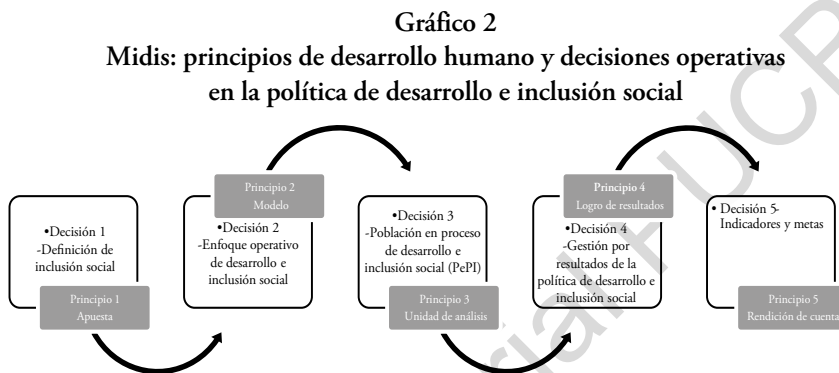 Gráfico 2
Midis: principios de desarrollo humano y decisiones operativas
en la política de desarrollo e inclusión social
•Decisión 1
-Definición de
inclusión social
Principio 1
Apuesta
Principio 2
Modelo
•Decisión 2
-Enfoque operativo
de desarrollo e
inclusión social
•Decisión 3
-Población en proceso
de desarrollo e
inclusión social (PePI)
Principio 3
Unidad de análisis
Principio 4
Logro de resultados
•Decisión 4
-Gestión por
resultados de la
política de desarrollo e
inclusión social
• Decisión 5-
Indicadores y metas
Principio 5
Rendición de cuenta